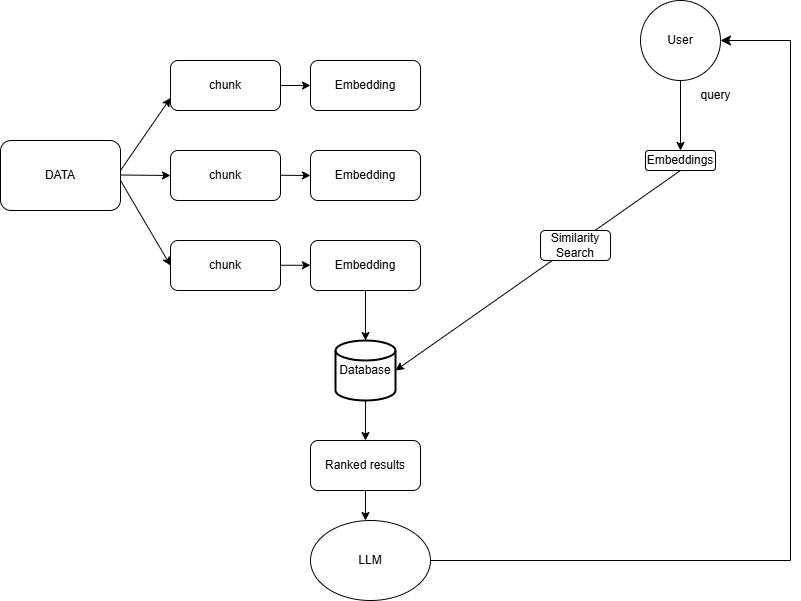 User
query
chunk
Embedding
DATA
chunk
Embedding
Embeddings
chunk
Embedding
Similarity
Search
Database
Ranked results
LLM